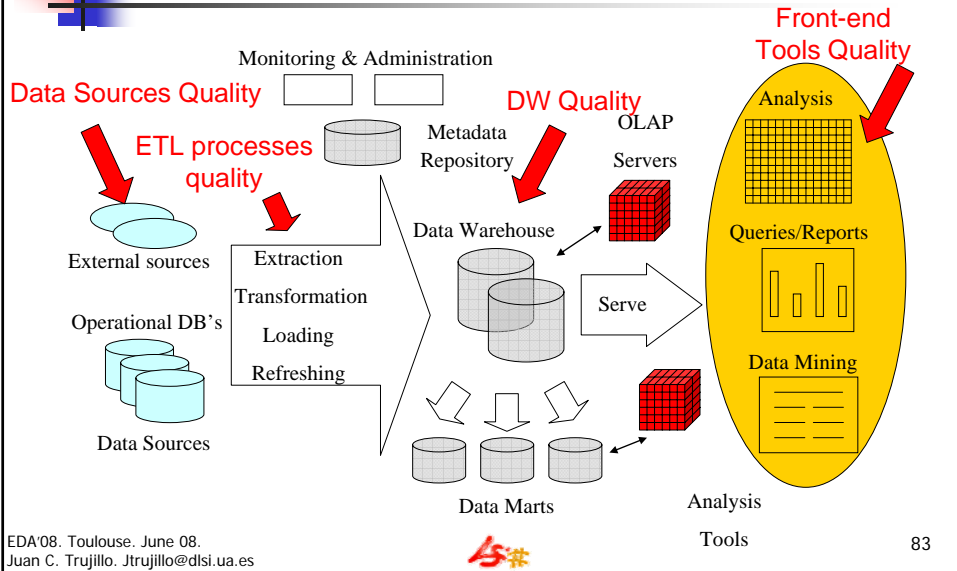 Front-end
Tools Quality
Monitoring & Administration
Data Sources Quality
DW Quality
Analysis
OLAP
Servers
Metadata
Repository
ETL processes
quality
Data Warehouse
Queries/Reports
External sources
Extraction
Transformation
Loading
Refreshing
Serve
Operational DB's
Data Mining
Data Sources
Data Marts
Analysis
Tools
EDA'08. Toulouse. June 08.
Juan C. Trujillo. Jtrujillo@dlsi.ua.es
83